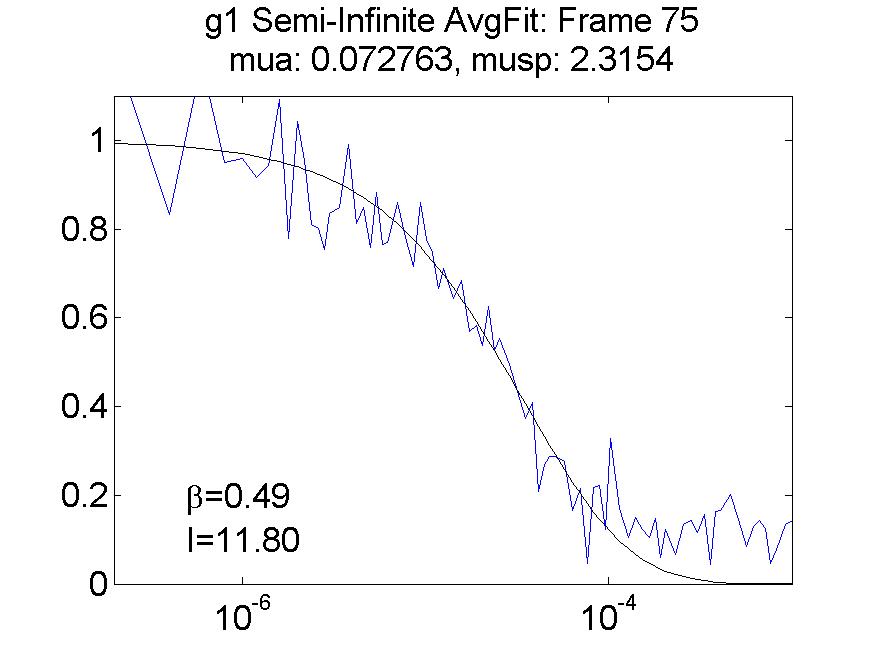 g1 Semi-Infinite AvgFit: Frame 75
mua: 0.072763, musp: 2.3154
1
0.8
0.6
0.4
0.2
0
β=0.49
I=11.80
10^-6
10^-4